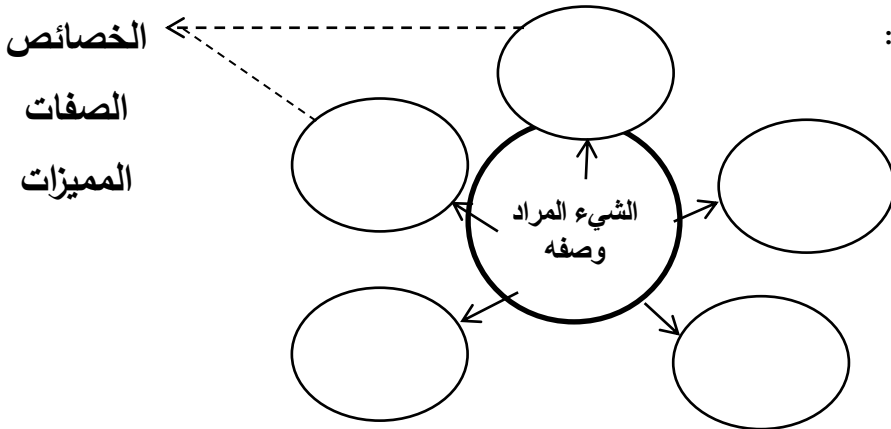 :
الخصائص
الصفات
المميزات
الشيء المراد
وصفه